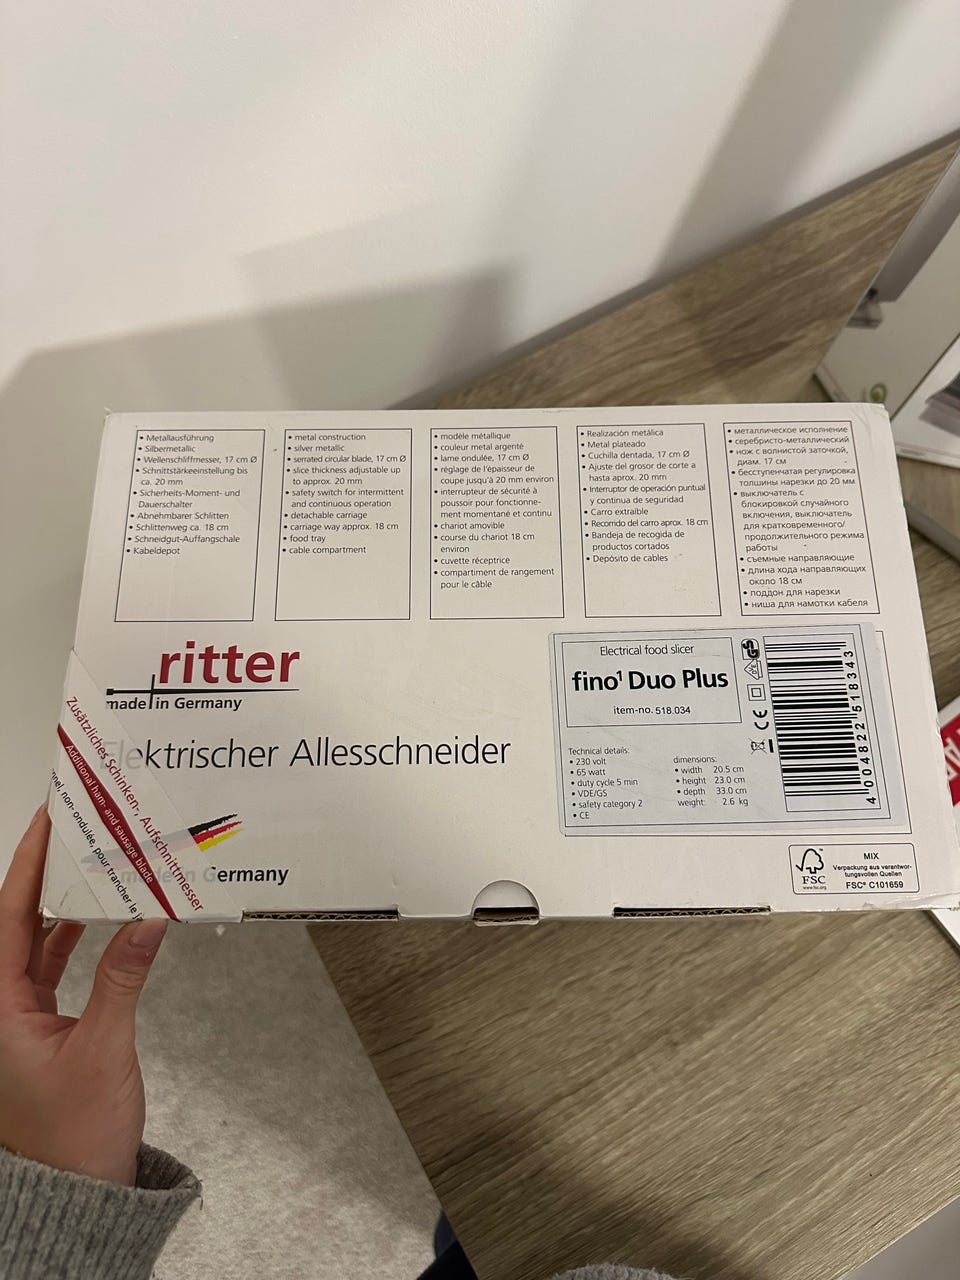 • Metallausführung
• Silbermetallic
• Wellenschliffmesser, 17 cm Ø
• Schnittstärkeeinstellung bis
ca. 20 mm
• Sicherheits-Moment- und
Dauerschalter
• Abnehmbarer Schlitten
• Schlittenweg ca. 18 cm
• Schneidgut-Auffangschale
• Kabeldepot
• metal construction
• silver metallic
• serrated circular blade, 17 cm Ø
• slice thickness adjustable up
to approx. 20 mm
• safety switch for intermittent
and continuous operation
• detachable carriage
• carriage way approx. 18 cm
• food tray
• cable compartment
• modèle métallique
• couleur metal argenté
• lame ondulée, 17 cm Ø
• réglage de l'épaisseur de
coupe jusqu'à 20 mm environ
• interrupteur de sécurité à
poussoir pour fonctionne-
ment momentané et continu
• chariot amovible
• course du chariot 18 cm
environ
• cuvette réceptrice
• compartiment de rangement
pour le câble
• Realización metálica
• Metal plateado
• Cuchilla dentada, 17 cm Ø
• Ajuste del grosor de corte a
hasta aprox. 20 mm
• Interruptor de operación puntual
y continua de seguridad
• Carro extraíble
• Recorrido del carro aprox. 18 cm
• Bandeja de recogida de
productos cortados
• Depósito de cables
• металлическое исполнение
• серебристо-металлический
• нож с волнистой заточкой,
диам. 17 см
• бесступенчатая регулировка
толщины нарезки до 20 мм
• выключатель с
блокировкой случайного
включения, выключатель
для кратковременного/
продолжительного режима
работы
• съемные направляющие
• длина хода направляющих
около 18 см
• поддон для нарезки
• ниша для намотки кабеля
ritter
made in Germany
Elektrischer Allesschneider
made in Germany
Zusätzliches Schinken-, Aufschnittmesser
Additional ham- and sausage blade
non- ondulée, pour trancher le
Electrical food slicer
fino¹ Duo Plus
item-no. 518.034
Technical details:
• 230 volt
• 65 watt
• duty cycle 5 min
• VDE/GS
• safety category 2
• CE
dimensions:
• width 20.5 cm
• height 23.0 cm
• depth 33.0 cm
weight: 2.6 kg
GS
CE
4 004822 518343
FSC
www.fsc.org
MIX
Verpackung aus verantwor-
tungsvollen Quellen
FSC® C101659